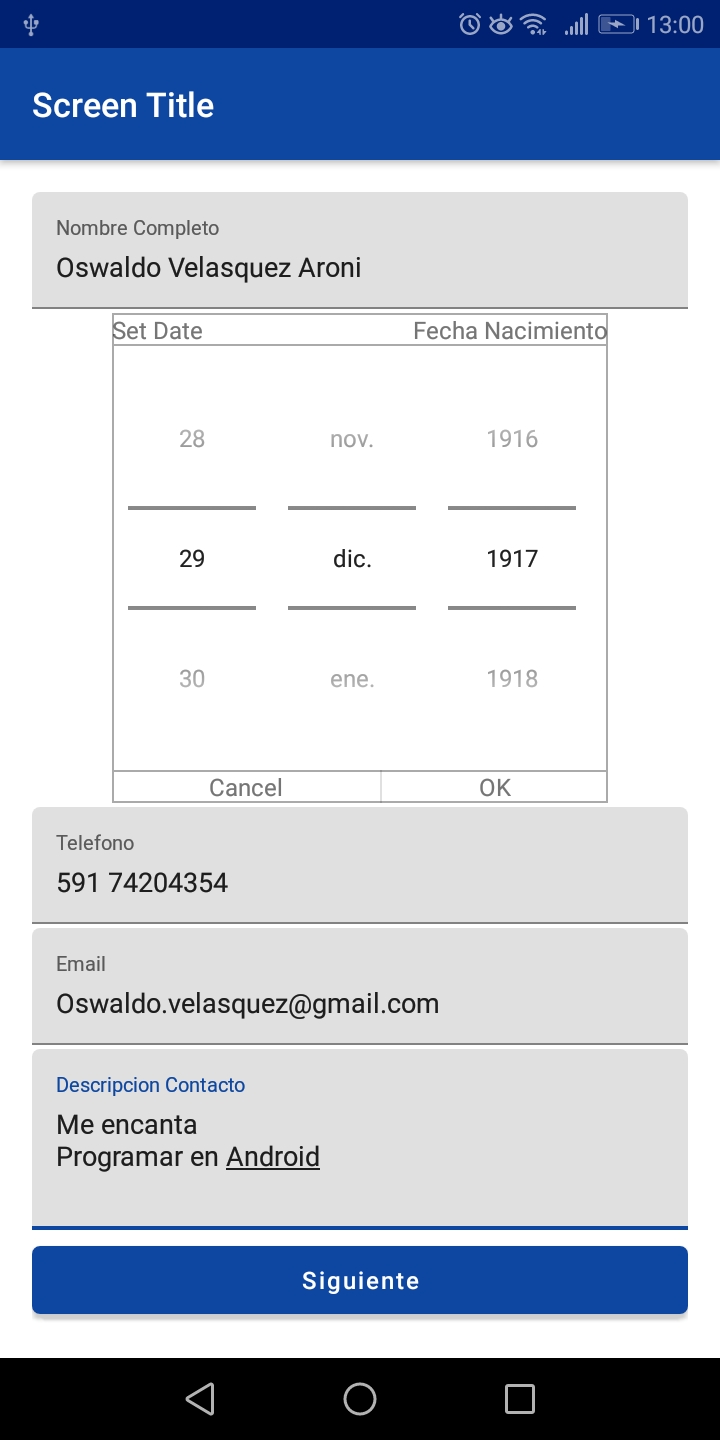 13:00
Screen Title
Nombre Completo
Oswaldo Velasquez Aroni
Set Date Fecha Nacimiento
28 nov. 1916
29 dic. 1917
30 ene. 1918
Cancel OK
Telefono
591 74204354
Email
Oswaldo.velasquez@gmail.com
Descripcion Contacto
Me encanta
Programar en Android
Siguiente